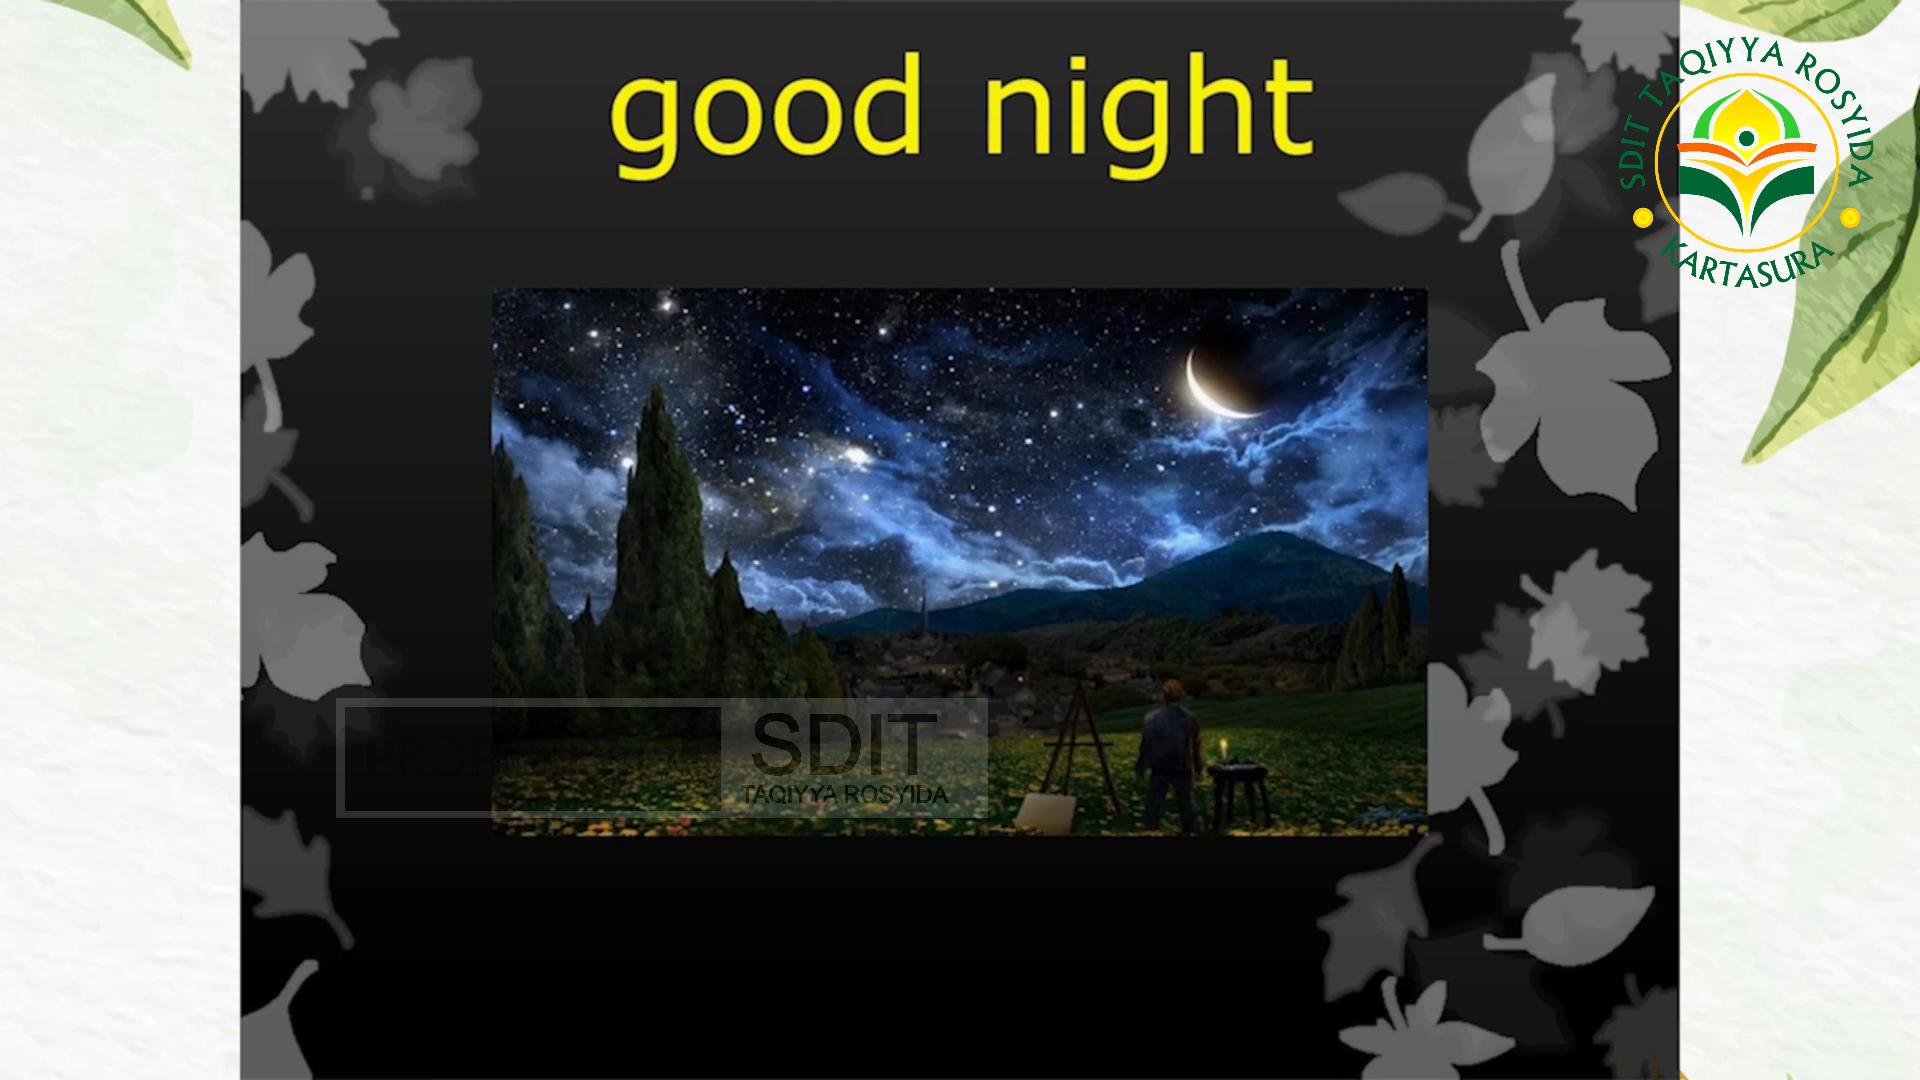 good night
SDIT TAQIYYA ROSYIDA
KARTASURA
SDIT
TAQIYYA ROSYIDA